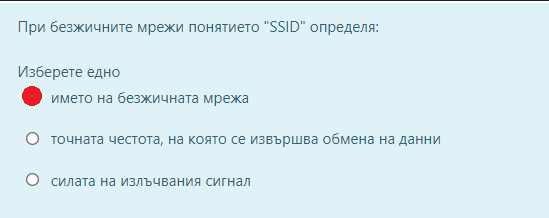 При безжичните мрежи понятието "SSID" определя:
Изберете едно
името на безжичната мрежа
точната честота, на която се извършва обмена на данни
силата на излъчвания сигнал